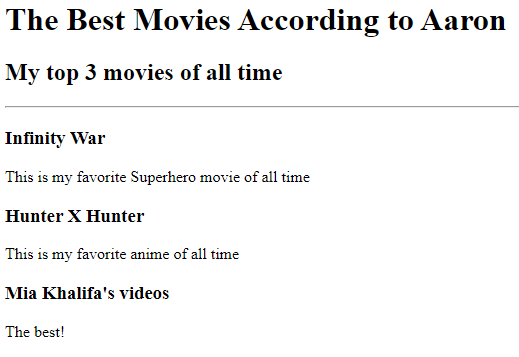 The Best Movies According to Aaron
My top 3 movies of all time
Infinity War
This is my favorite Superhero movie of all time
Hunter X Hunter
This is my favorite anime of all time
Mia Khalifa's videos
The best!